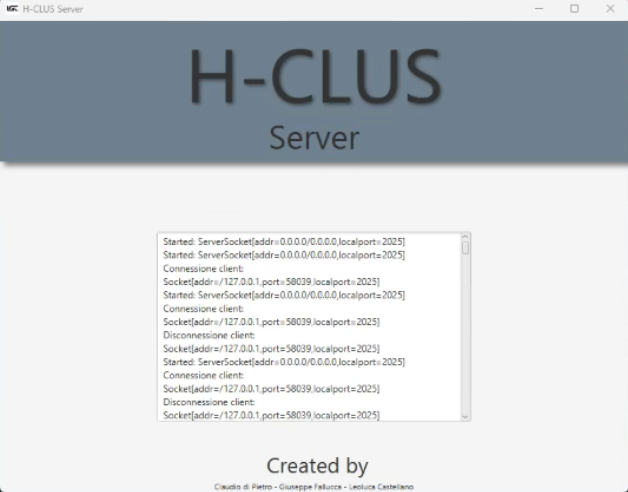 H-CLUS Server
H-CLUS
Server
Started: ServerSocket[addr=0.0.0.0/0.0.0.0,localport=2025]
Started: ServerSocket[addr=0.0.0.0/0.0.0.0,localport=2025]
Connessione client:
Socket[addr=/127.0.0.1,port=58039,localport=2025]
Started: ServerSocket[addr=0.0.0.0/0.0.0.0,localport=2025]
Connessione client:
Socket[addr=/127.0.0.1,port=58039,localport=2025]
Disconnessione client:
Socket[addr=/127.0.0.1,port=58039,localport=2025]
Started: ServerSocket[addr=0.0.0.0/0.0.0.0,localport=2025]
Connessione client:
Socket[addr=/127.0.0.1,port=58039,localport=2025]
Disconnessione client:
Socket[addr=/127.0.0.1,port=58039,localport=2025]
Created by
Claudio di Pietro - Giuseppe Fallucca - Leoluca Castellano